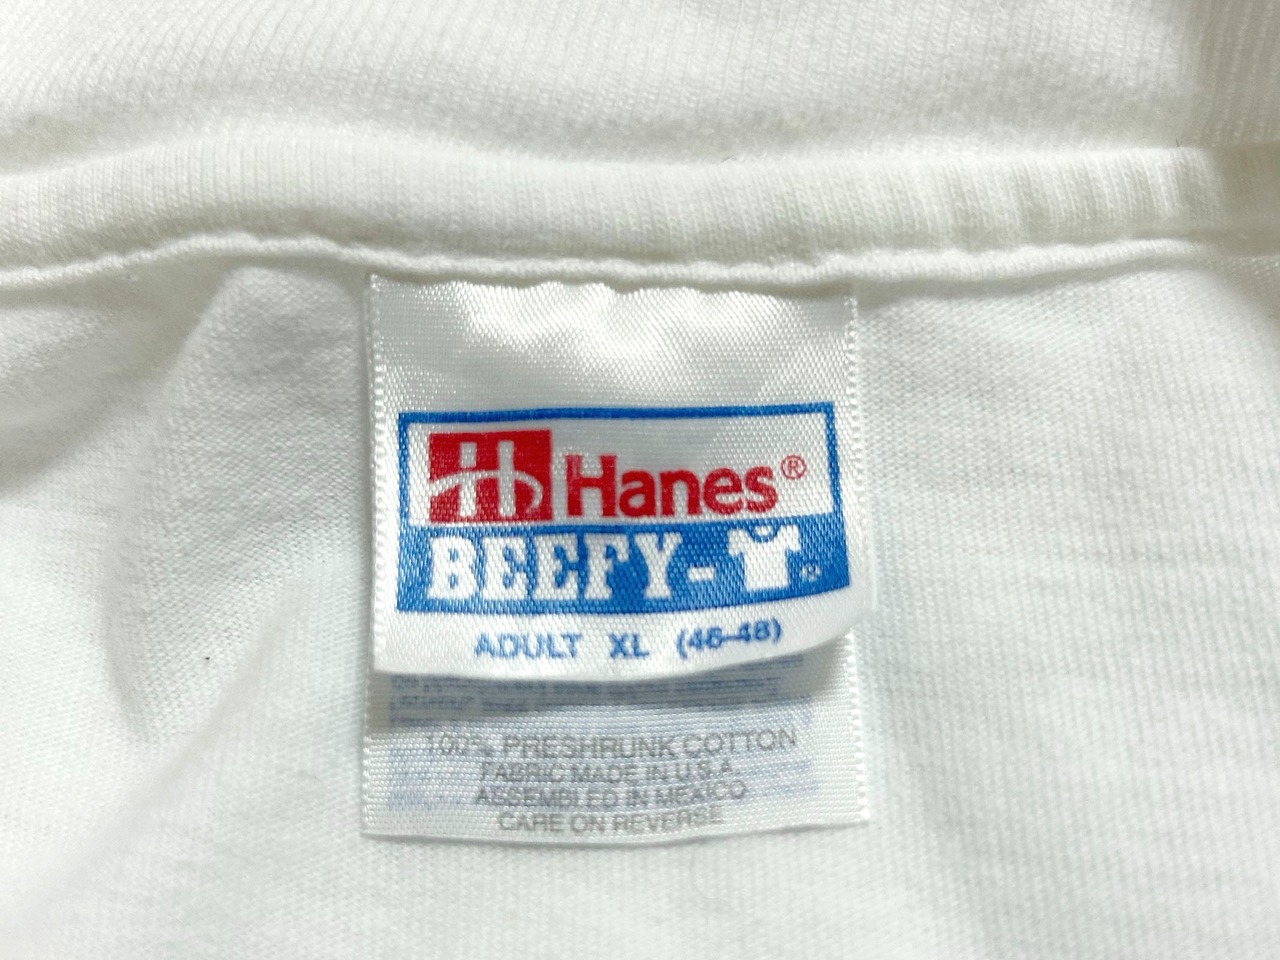 Hanes®
BEEFY-
ADULT XL (46-48)
100% PRESHRUNK COTTON
FABRIC MADE IN U.S.A.
ASSEMBLED IN MEXICO
CARE ON REVERSE